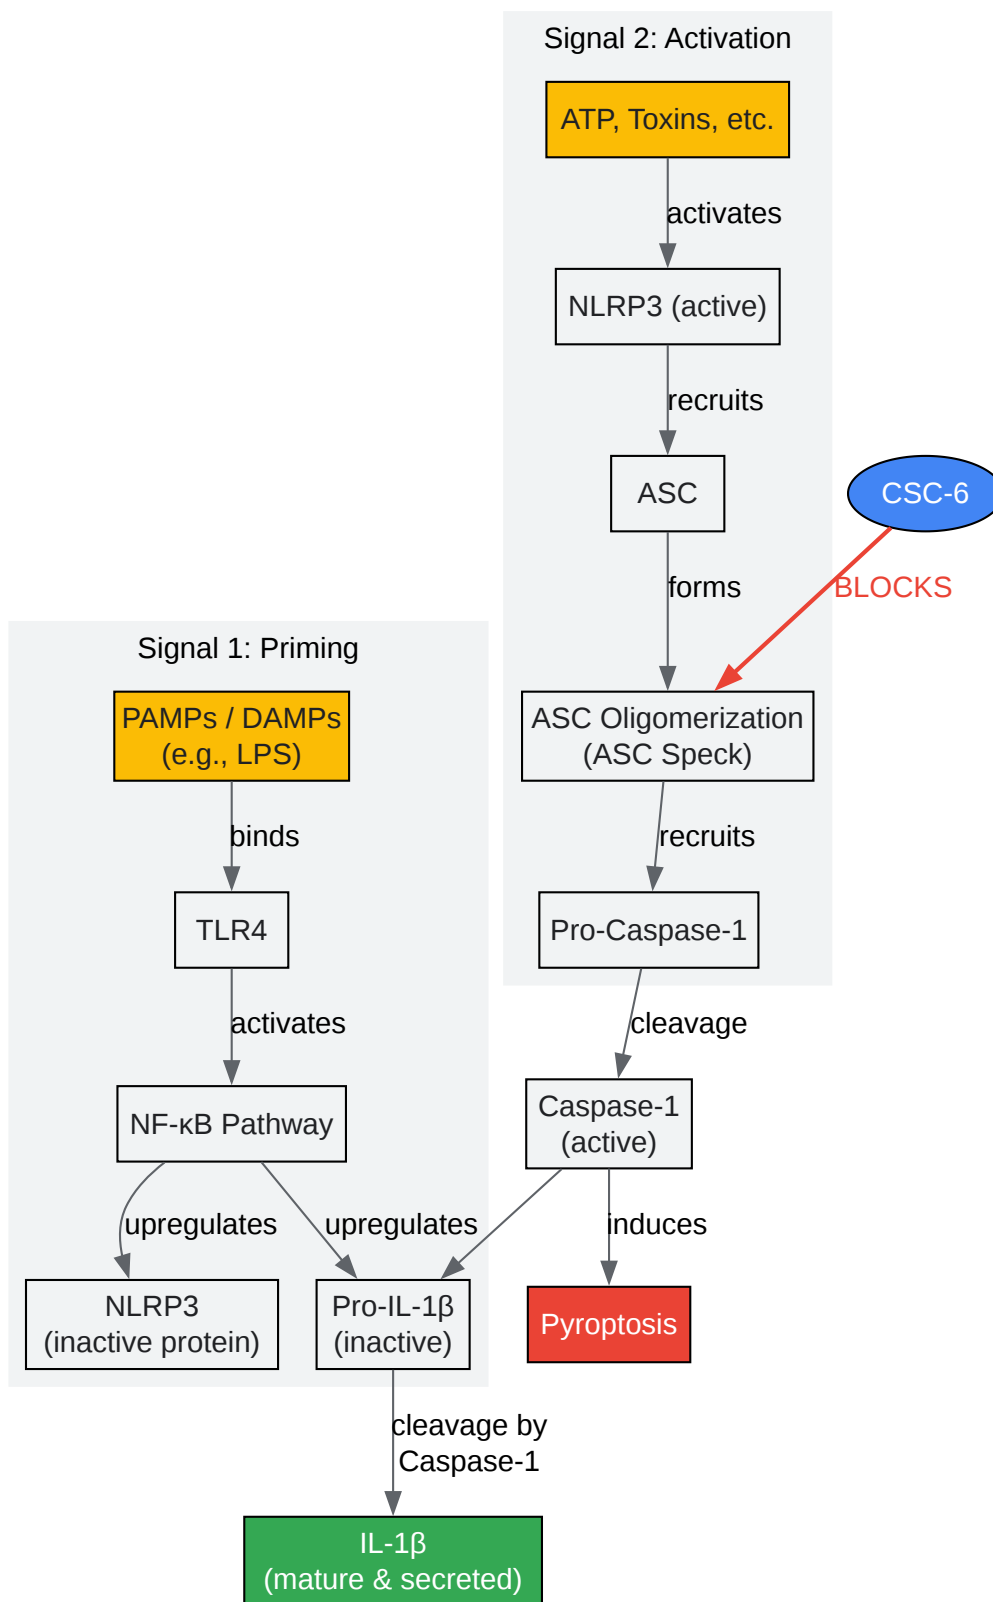 Signal 2: Activation
ATP, Toxins, etc.
activates
NLRP3 (active)
recruits
ASC
CSC-6
forms
BLOCKS
Signal 1: Priming
PAMPs / DAMPs
(e.g., LPS)
ASC Oligomerization
(ASC Speck)
binds
recruits
TLR4
Pro-Caspase-1
activates
cleavage
NF-κB Pathway
Caspase-1
(active)
upregulates
upregulates
induces
NLRP3
(inactive protein)
Pro-IL-1β
(inactive)
Pyroptosis
cleavage by
Caspase-1
IL-1β
(mature & secreted)